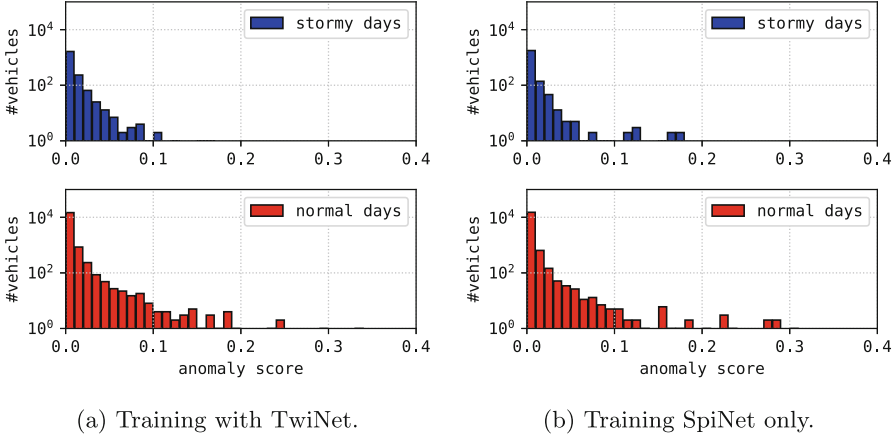 stormy days
#vehicles
10^4
10^2
10^0
0.0 0.1 0.2 0.3 0.4
normal days
#vehicles
10^4
10^2
10^0
0.0 0.1 0.2 0.3 0.4
anomaly score
(a) Training with TwiNet.
stormy days
#vehicles
10^4
10^2
10^0
0.0 0.1 0.2 0.3 0.4
normal days
#vehicles
10^4
10^2
10^0
0.0 0.1 0.2 0.3 0.4
anomaly score
(b) Training SpiNet only.